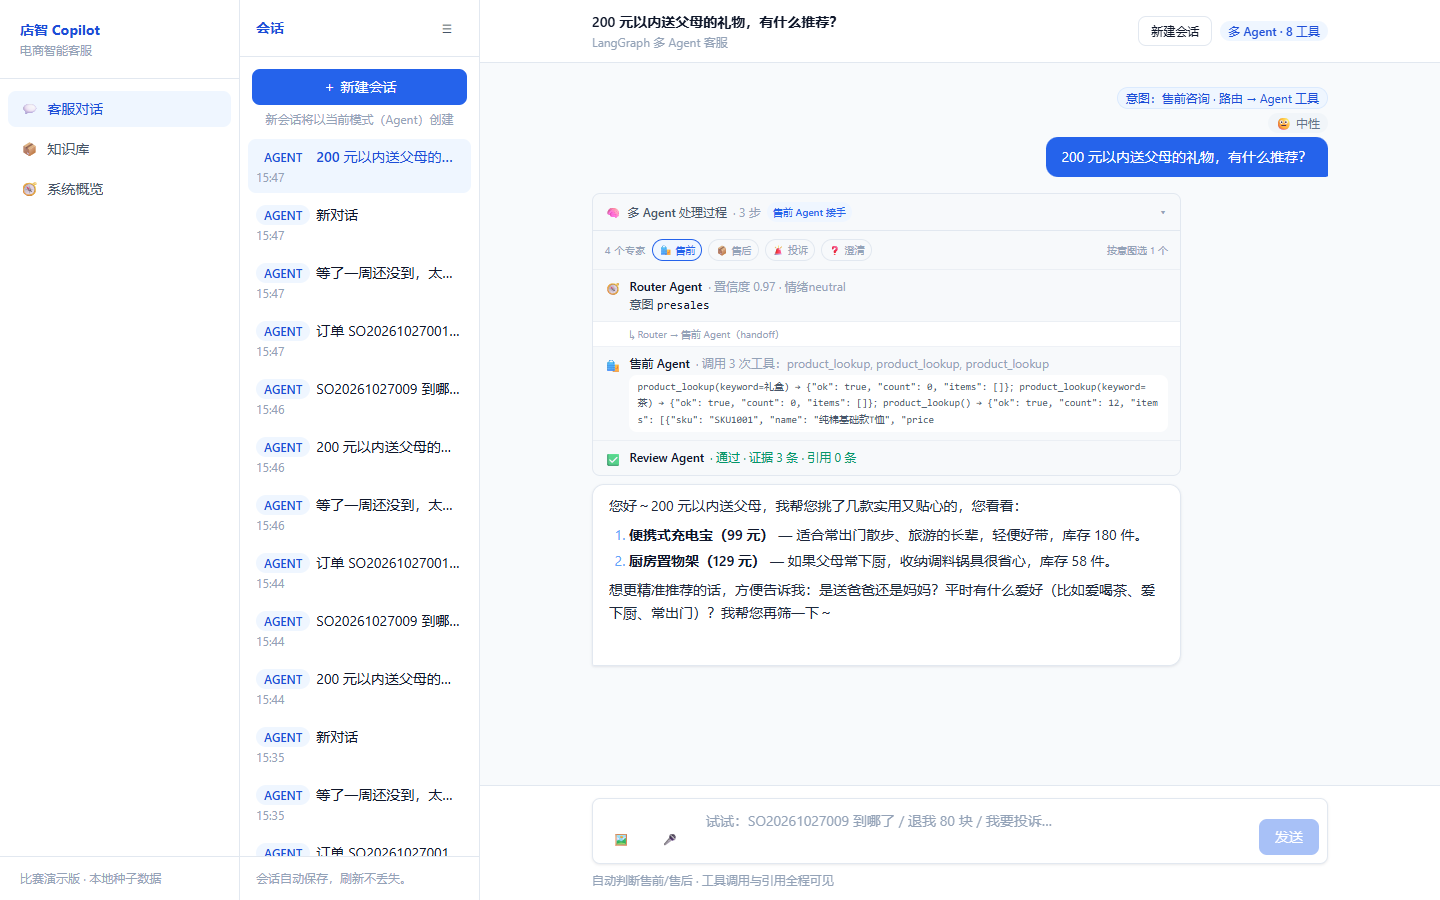 店智 Copilot
电商智能客服
客服对话
知识库
系统概览
比赛演示版 · 本地种子数据
会话
☰
+ 新建会话
新会话将以当前模式（Agent）创建
AGENT 200 元以内送父母的...
15:47
AGENT 新对话
15:47
AGENT 等了一周还没到，太...
15:47
AGENT 订单 SO20261027001...
15:47
AGENT SO20261027009 到哪...
15:46
AGENT 200 元以内送父母的...
15:46
AGENT 等了一周还没到，太...
15:46
AGENT 订单 SO20261027001...
15:44
AGENT SO20261027009 到哪...
15:44
AGENT 200 元以内送父母的...
15:44
AGENT 新对话
15:35
AGENT 等了一周还没到，太...
15:35
AGENT 订单 SO20261027001
会话自动保存，刷新不丢失。
200 元以内送父母的礼物，有什么推荐？
LangGraph 多 Agent 客服
新建会话
多 Agent · 8 工具
意图：售前咨询 · 路由 → Agent 工具
中性
200 元以内送父母的礼物，有什么推荐？
多 Agent 处理过程 · 3 步 售前 Agent 接手
4 个专家 售前 售后 投诉 澄清 按意图选 1 个
Router Agent · 置信度 0.97 · 情绪neutral
意图 presales
↳ Router → 售前 Agent（handoff）
售前 Agent · 调用 3 次工具：product_lookup, product_lookup, product_lookup
product_lookup(keyword=礼盒) → {"ok": true, "count": 0, "items": []}; product_lookup(keyword=
茶) → {"ok": true, "count": 0, "items": []}; product_lookup() → {"ok": true, "count": 12, "item
s": [{"sku": "SKU1001", "name": "纯棉基础款T恤", "price
Review Agent · 通过 · 证据 3 条 · 引用 0 条
您好～200 元以内送父母，我帮您挑了几款实用又贴心的，您看看：
1. 便携式充电宝（99 元） — 适合常出门散步、旅游的长辈，轻便好带，库存 180 件。
2. 厨房置物架（129 元） — 如果父母常下厨，收纳调料锅具很省心，库存 58 件。
想更精准推荐的话，方便告诉我：是送爸爸还是妈妈？平时有什么爱好（比如爱喝茶、爱
下厨、常出门）？我帮您再筛一下～
试试：SO20261027009 到哪了 / 退我 80 块 / 我要投诉...
发送
自动判断售前/售后 · 工具调用与引用全程可见